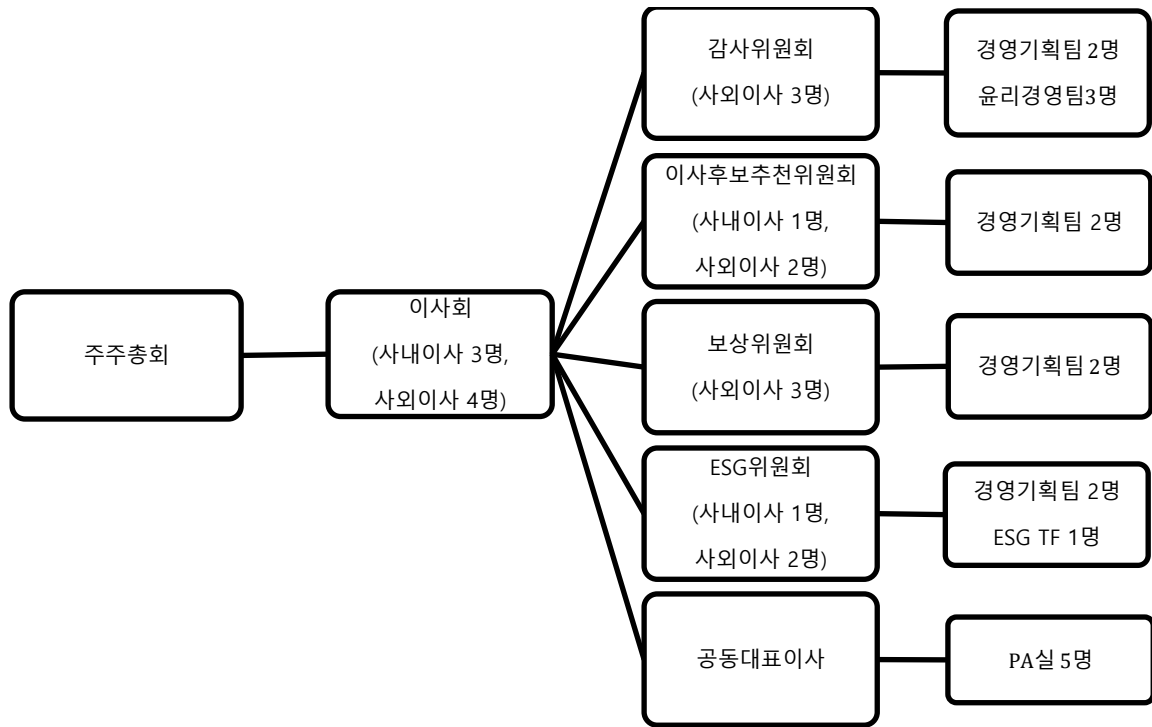 주주총회
이사회
(사내이사 3명,
사외이사 4명)
감사위원회
(사외이사 3명)
경영기획팀 2명
윤리경영팀3명
이사후보추천위원회
(사내이사 1명,
사외이사 2명)
경영기획팀 2명
보상위원회
(사외이사 3명)
경영기획팀 2명
ESG위원회
(사내이사 1명,
사외이사 2명)
경영기획팀 2명
ESG TF 1명
공동대표이사
PA실 5명